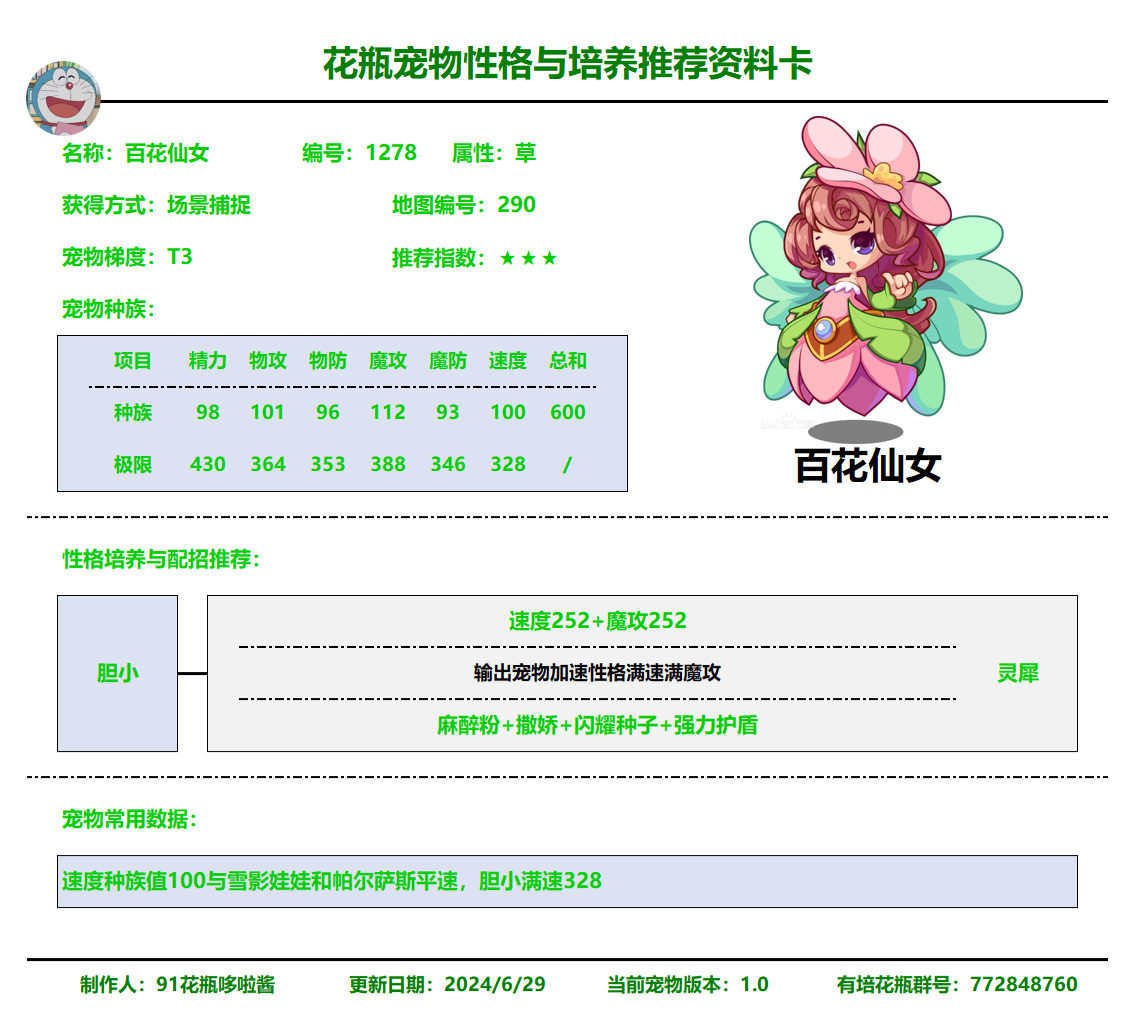 花瓶宠物性格与培养推荐资料卡
名称：百花仙女 编号：1278 属性：草
获得方式：场景捕捉 地图编号：290
宠物梯度：T3 推荐指数：★★★
宠物种族：
项目 精力 物攻 物防 魔攻 魔防 速度 总和
种族 98 101 96 112 93 100 600
极限 430 364 353 388 346 328 /
百花仙女
性格培养与配招推荐：
速度252+魔攻252
胆小 输出宠物加速性格满速满魔攻 灵犀
麻醉粉+撒娇+闪耀种子+强力护盾
宠物常用数据：
速度种族值100与雪影娃娃和帕尔萨斯平速，胆小满速328
制作人：91花瓶哆啦酱 更新日期：2024/6/29 当前宠物版本：1.0 有培花瓶群号：772848760